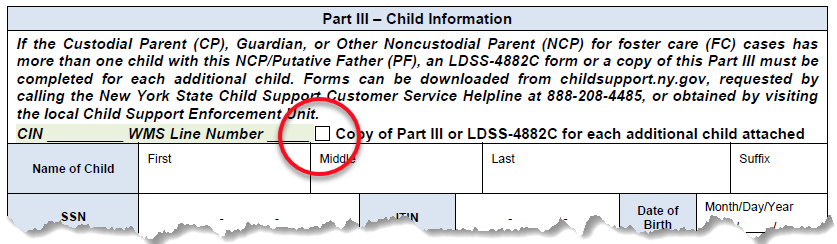 Part III – Child Information
If the Custodial Parent (CP), Guardian, or Other Noncustodial Parent (NCP) for foster care (FC) cases has
more than one child with this NCP/Putative Father (PF), an LDSS-4882C form or a copy of this Part III must be
completed for each additional child. Forms can be downloaded from childsupport.ny.gov, requested by
calling the New York State Child Support Customer Service Helpline at 888-208-4485, or obtained by visiting
the local Child Support Enforcement Unit.
CIN _________ WMS Line Number _____ ☐ Copy of Part III or LDSS-4882C for each additional child attached
Name of Child First Middle Last Suffix
SSN - - ITIN - - Date of Birth Month/Day/Year